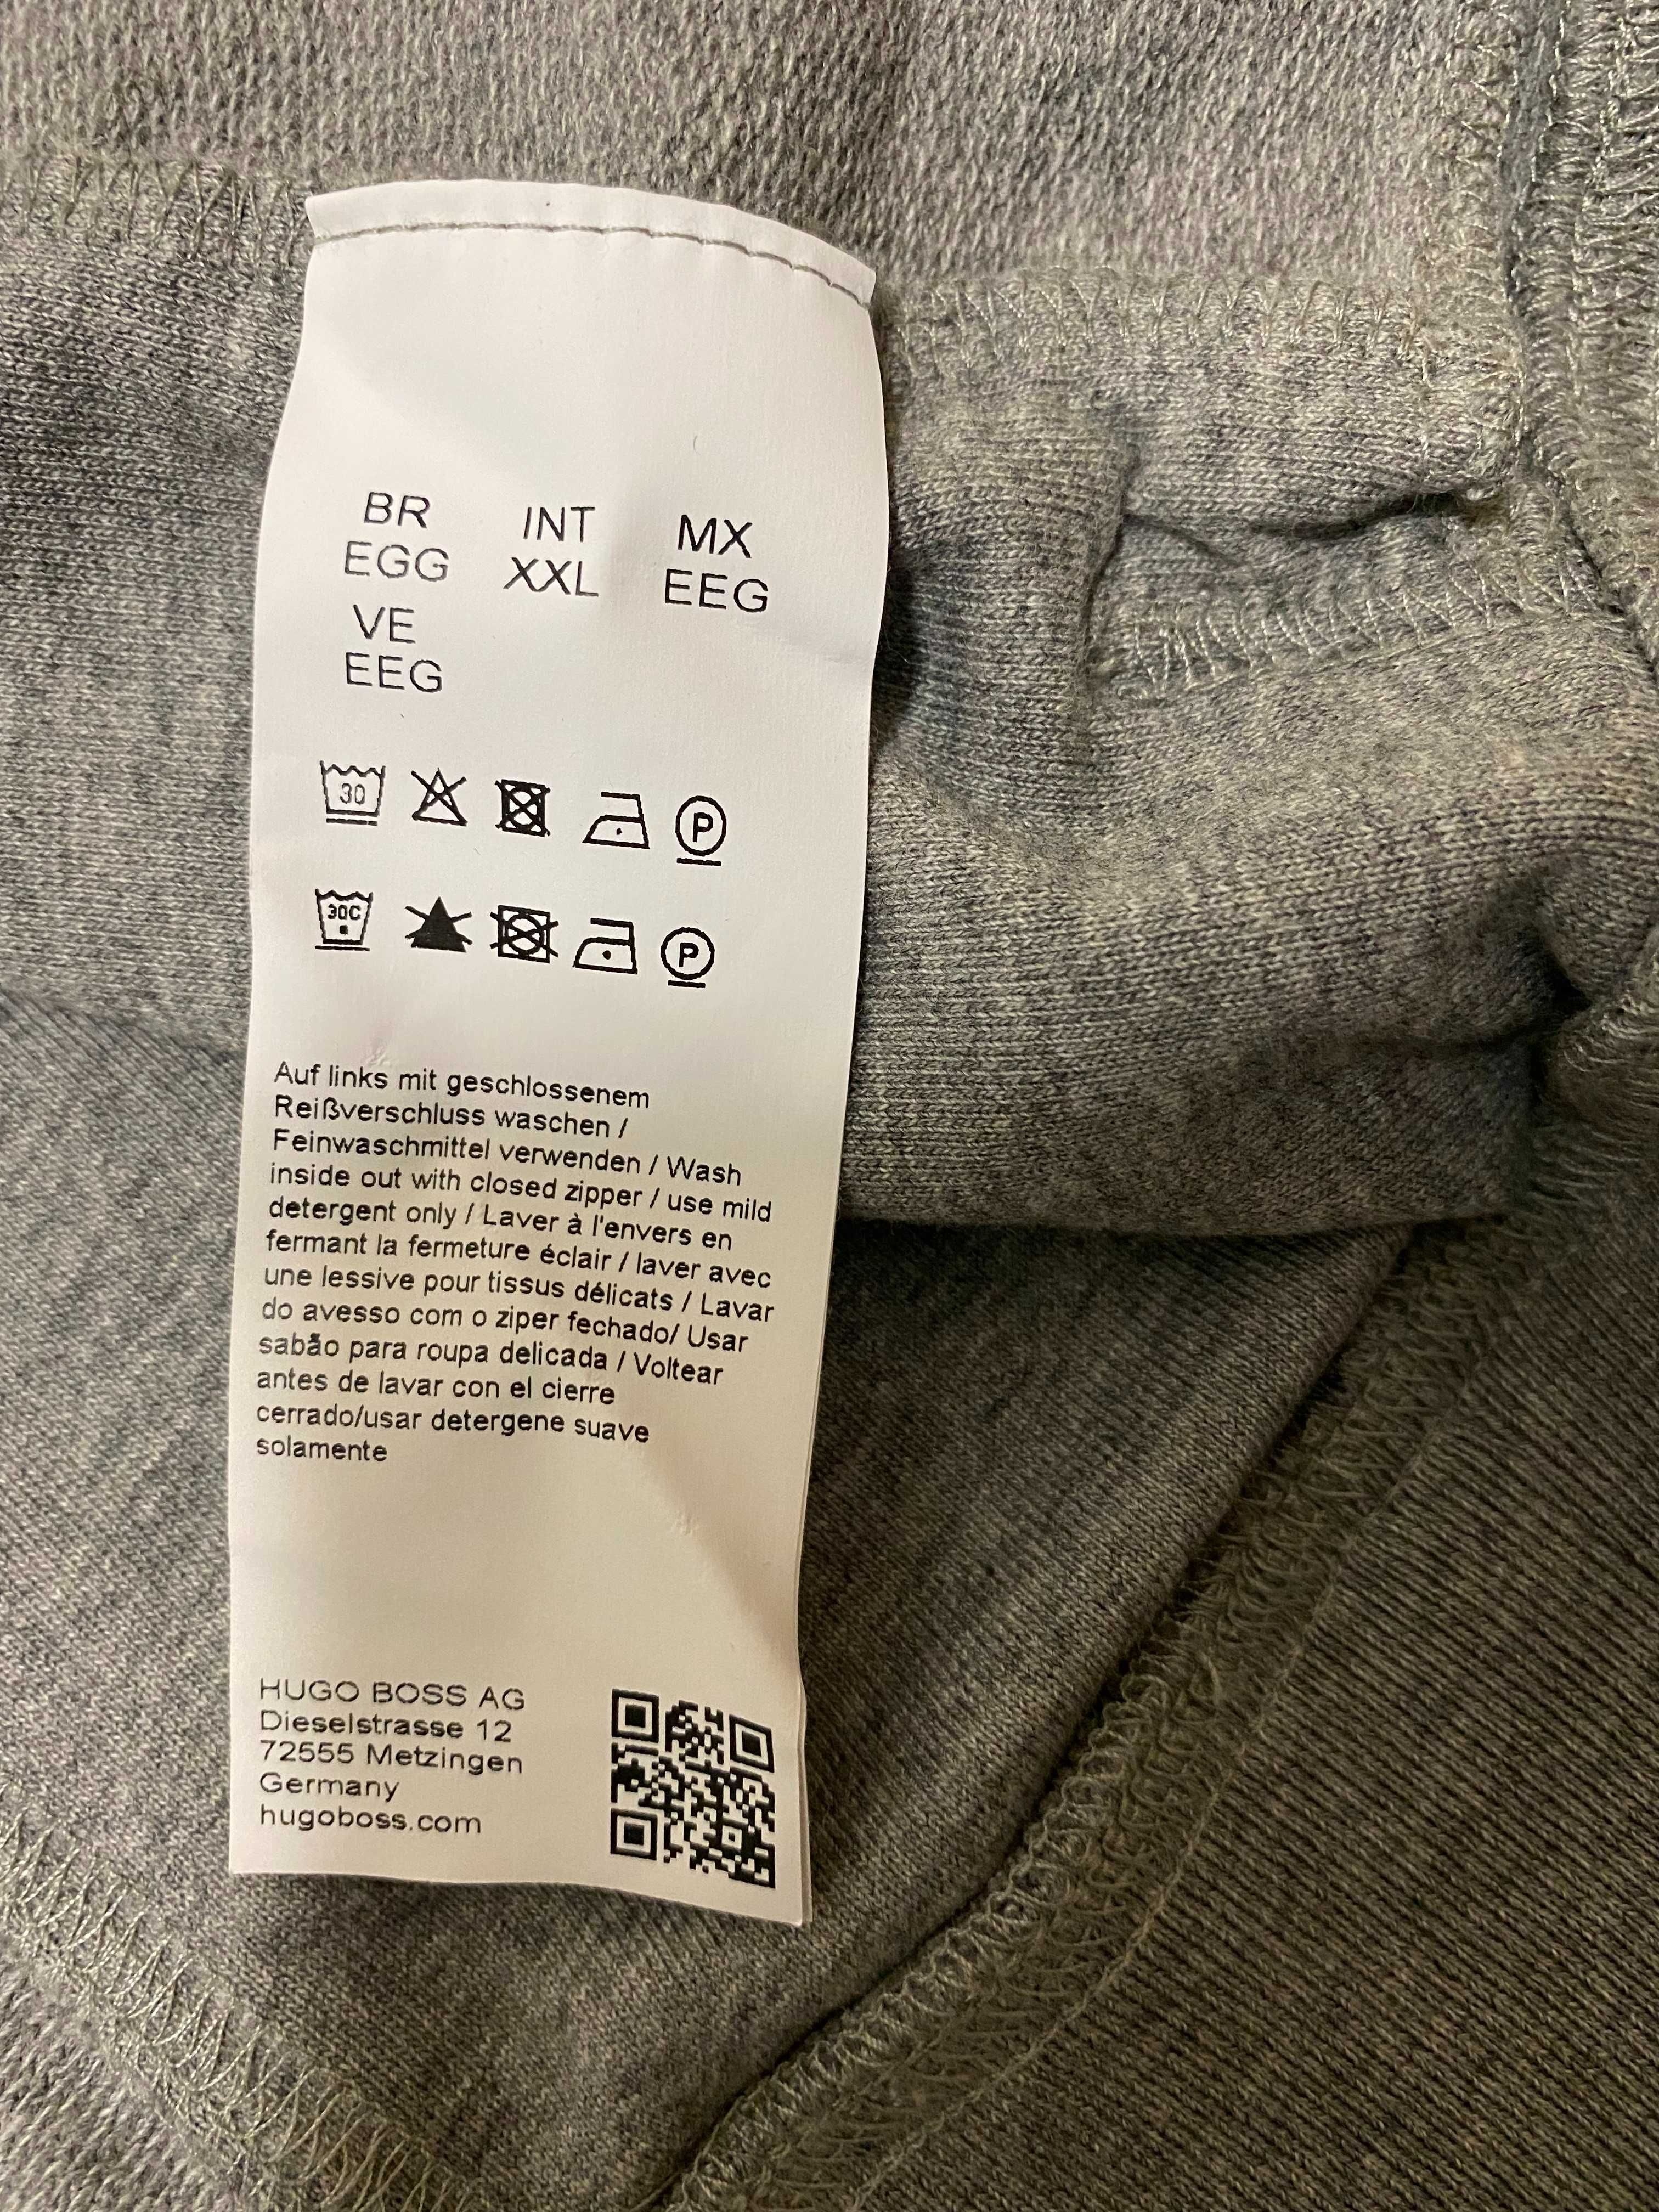 BR INT MX
EGG XXL EEG
VE
EEG
30 P
30C P
Auf links mit geschlossenem
Reißverschluss waschen /
Feinwaschmittel verwenden / Wash
inside out with closed zipper / use mild
detergent only / Laver à l'envers en
fermant la fermeture éclair / laver avec
une lessive pour tissus délicats / Lavar
do avesso com o ziper fechado/ Usar
sabão para roupa delicada / Voltear
antes de lavar con el cierre
cerrado/usar detergene suave
solamente
HUGO BOSS AG
Dieselstrasse 12
72555 Metzingen
Germany
hugoboss.com